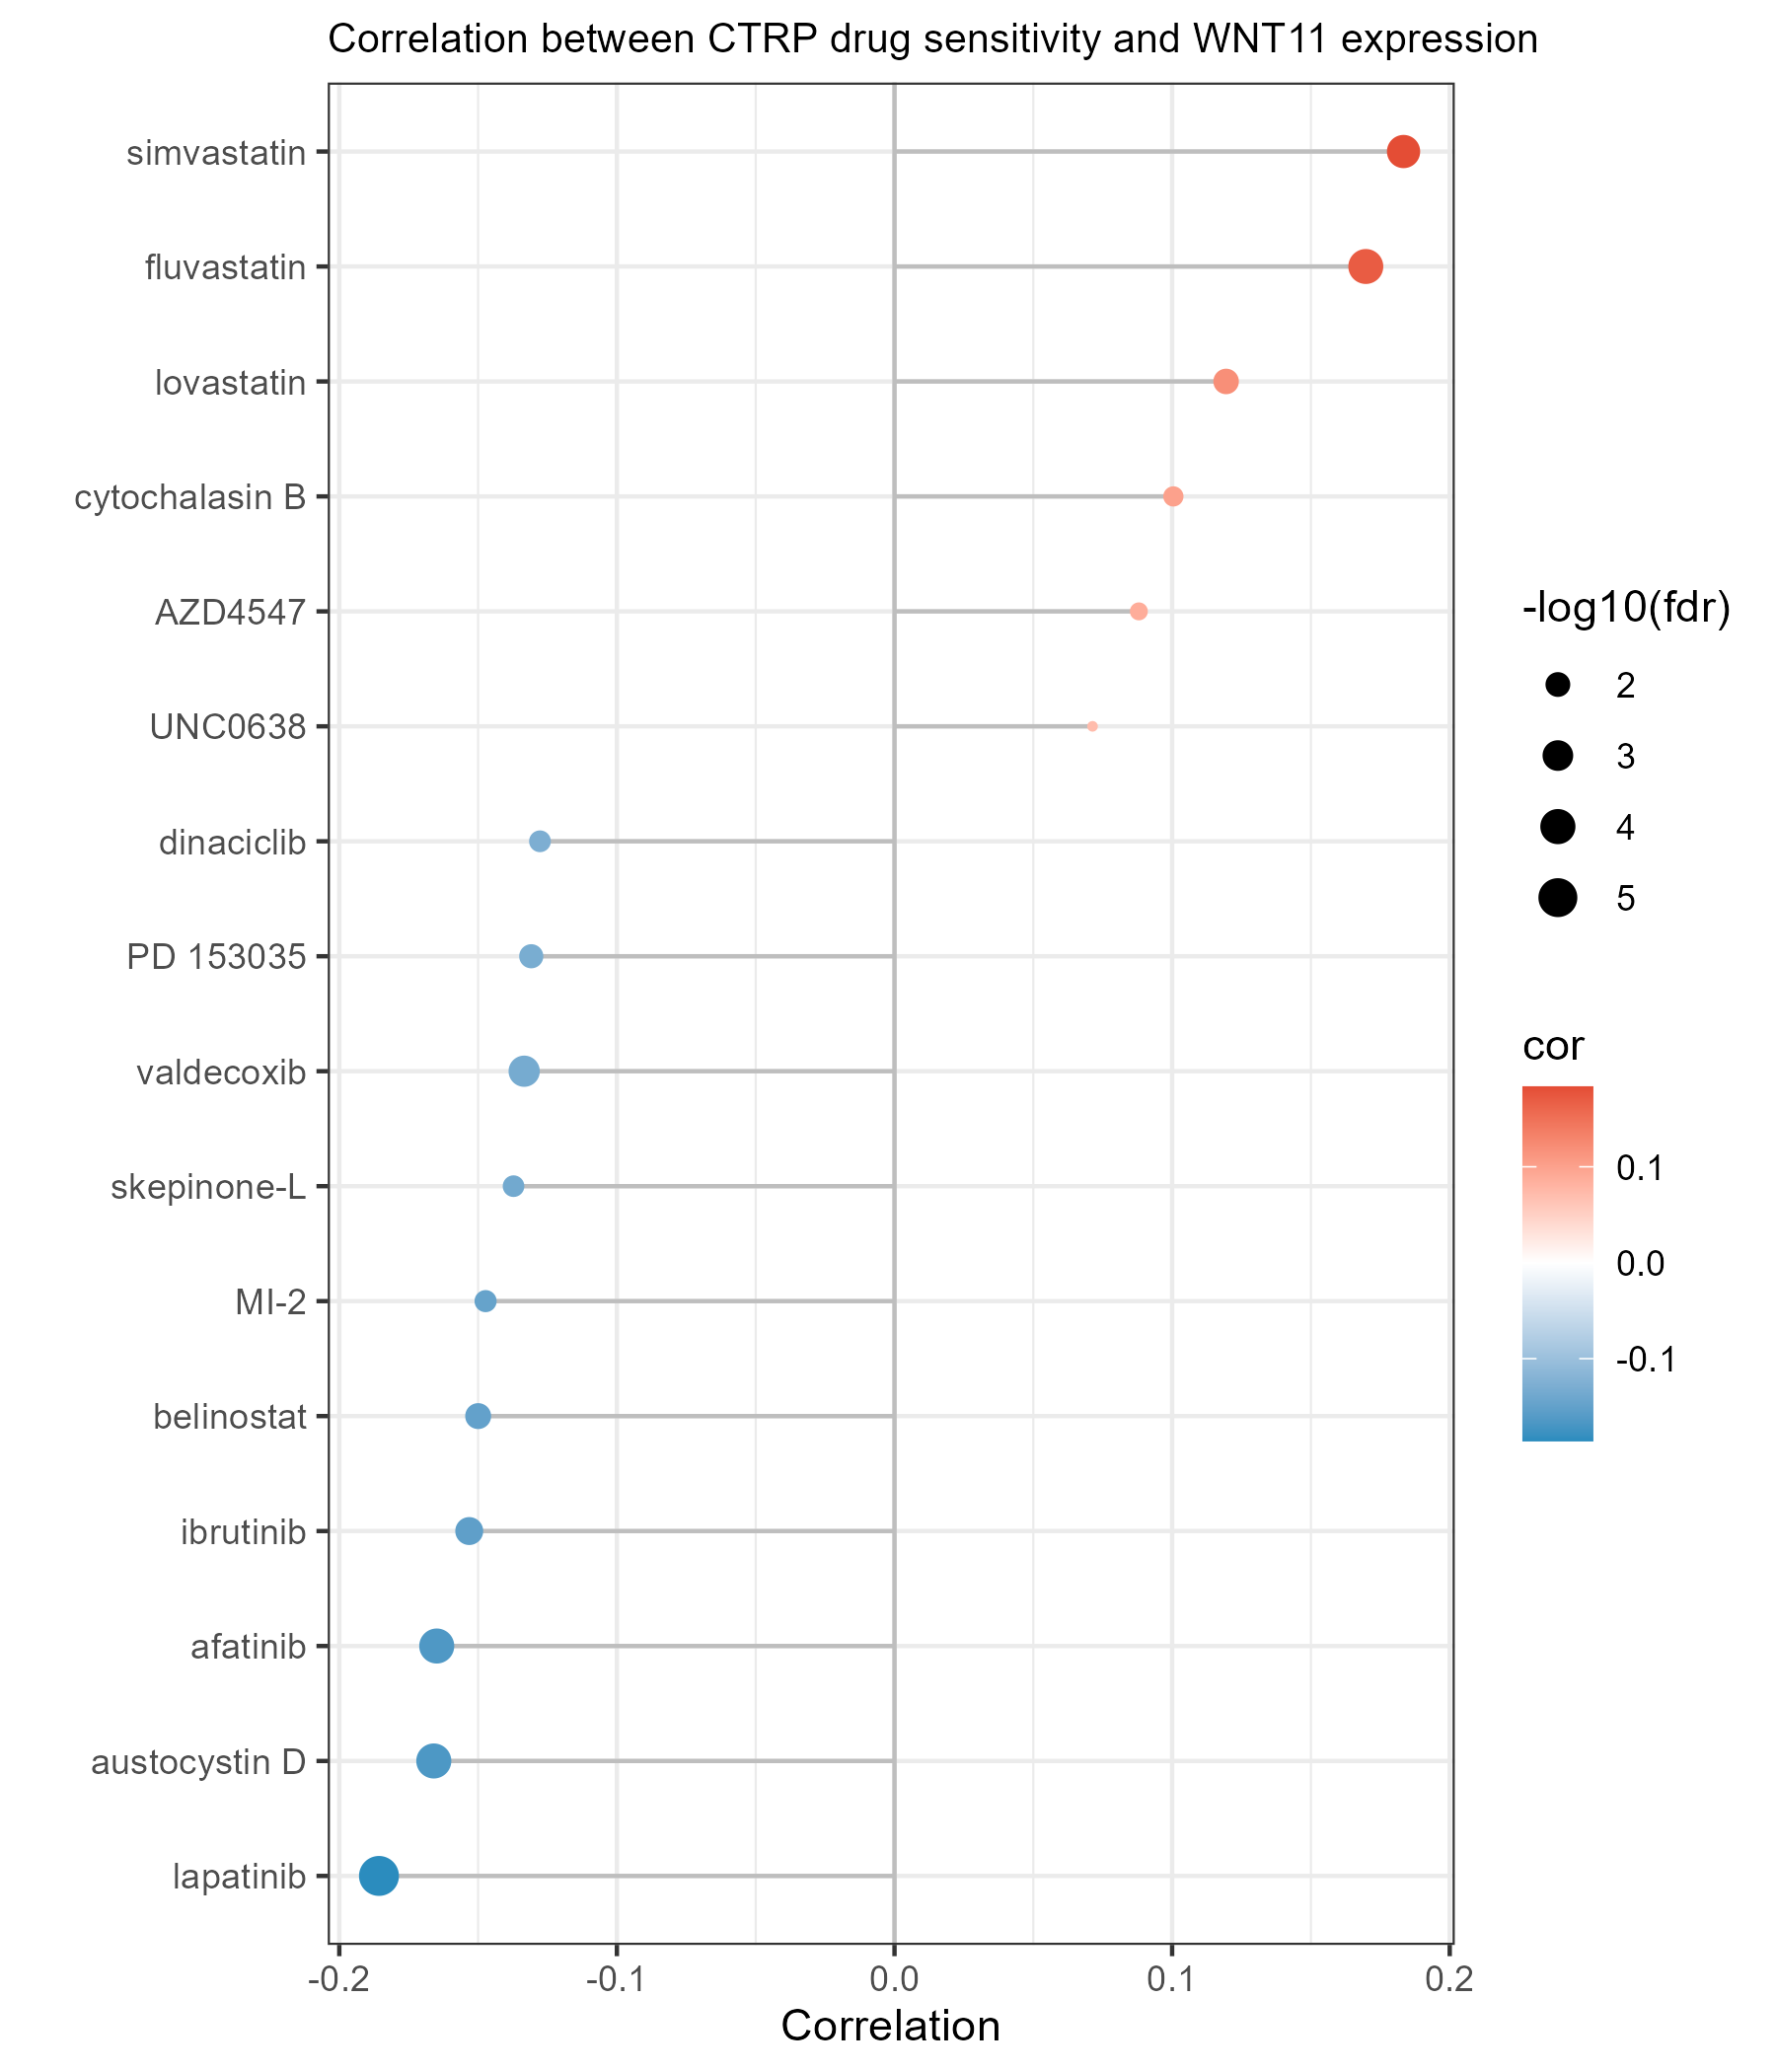 Correlation between CTRP drug sensitivity and WNT11 expression
simvastatin
fluvastatin
lovastatin
cytochalasin B
AZD4547
UNC0638
dinaciclib
PD 153035
valdecoxib
skepinone-L
MI-2
belinostat
ibrutinib
afatinib
austocystin D
lapatinib
-0.2 -0.1 0.0 0.1 0.2
Correlation
-log10(fdr)
2
3
4
5
cor
0.1
0.0
-0.1